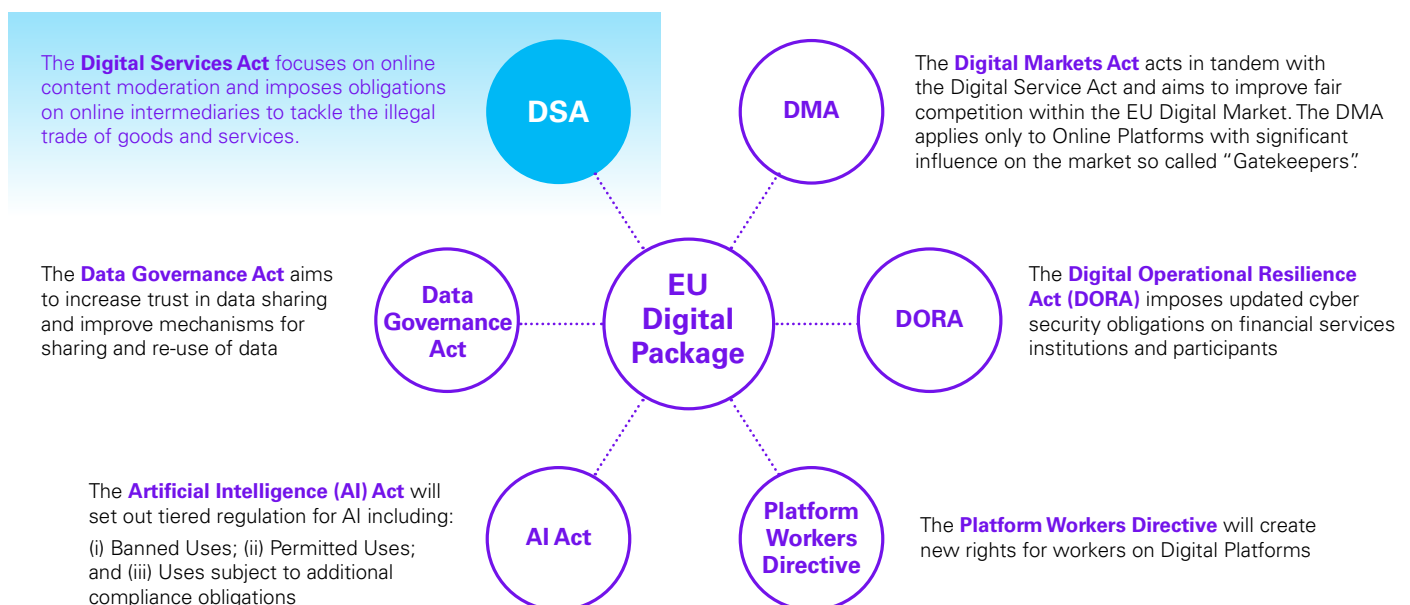 The Digital Services Act focuses on online
content moderation and imposes obligations
on online intermediaries to tackle the illegal
trade of goods and services.
DSA
DMA
The Digital Markets Act acts in tandem with
the Digital Service Act and aims to improve fair
competition within the EU Digital Market. The DMA
applies only to Online Platforms with significant
influence on the market so called “Gatekeepers”.
The Data Governance Act aims
to increase trust in data sharing
and improve mechanisms for
sharing and re-use of data
Data
Governance
Act
EU
Digital
Package
DORA
The Digital Operational Resilience
Act (DORA) imposes updated cyber
security obligations on financial services
institutions and participants
The Artificial Intelligence (AI) Act will
set out tiered regulation for AI including:
(i) Banned Uses; (ii) Permitted Uses;
and (iii) Uses subject to additional
compliance obligations
AI Act
Platform
Workers
Directive
The Platform Workers Directive will create
new rights for workers on Digital Platforms